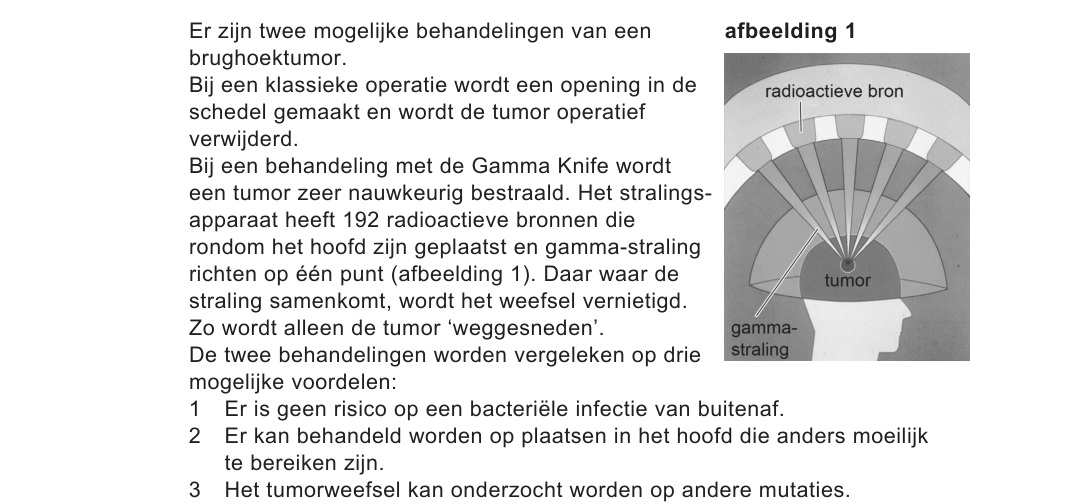 Er zijn twee mogelijke behandelingen van een
brughoektumor.
Bij een klassieke operatie wordt een opening in de
schedel gemaakt en wordt de tumor operatief
verwijderd.
Bij een behandeling met de Gamma Knife wordt
een tumor zeer nauwkeurig bestraald. Het stralings-
apparaat heeft 192 radioactieve bronnen die
rondom het hoofd zijn geplaatst en gamma-straling
richten op één punt (afbeelding 1). Daar waar de
straling samenkomt, wordt het weefsel vernietigd.
Zo wordt alleen de tumor ‘weggesneden’.
De twee behandelingen worden vergeleken op drie
mogelijke voordelen:
1 Er is geen risico op een bacteriële infectie van buitenaf.
2 Er kan behandeld worden op plaatsen in het hoofd die anders moeilijk
te bereiken zijn.
3 Het tumorweefsel kan onderzocht worden op andere mutaties.
afbeelding 1
radioactieve bron
tumor
gamma-
straling